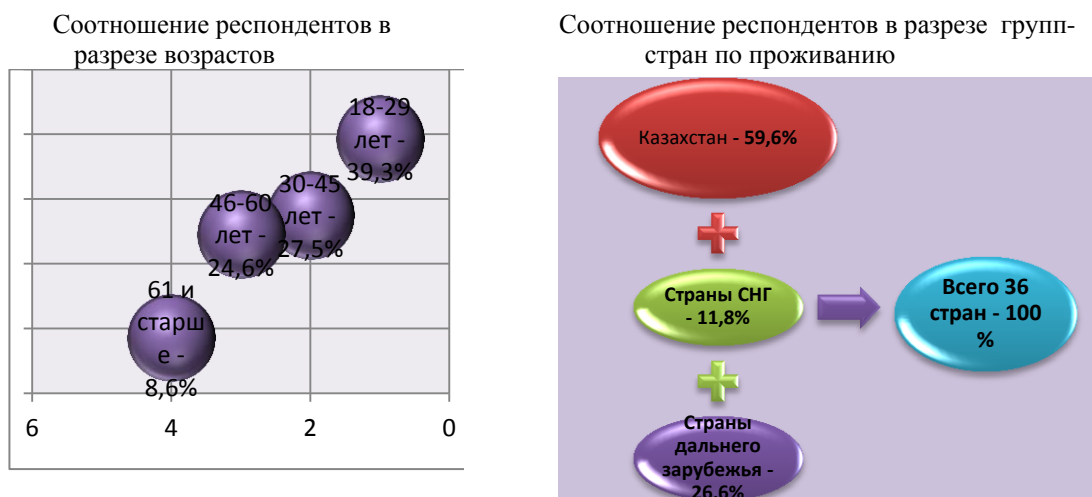 Соотношение респондентов в
разрезе возрастов
18-29
лет -
39,3%
30-45
лет -
27,5%
46-60
лет -
24,6%
61 и
старш
е -
8,6%
6 4 2 0
Соотношение респондентов в разрезе групп-
стран по проживанию
Казахстан - 59,6%
Страны СНГ
- 11,8%
Страны
дальнего
зарубежья -
26,6%
Всего 36
стран - 100
%